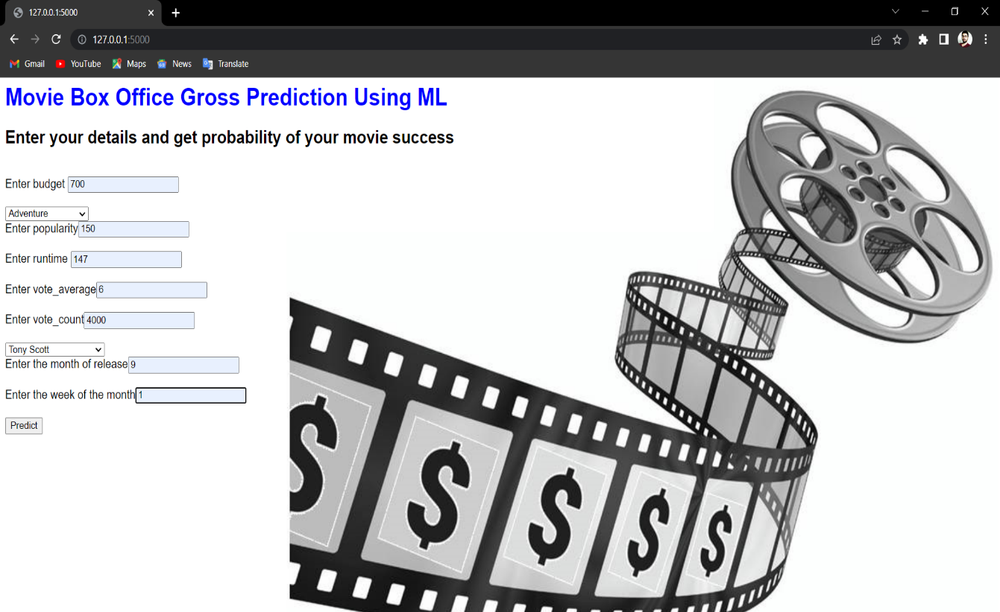 127.0.0.1:5000
127.0.0.1:5000
Gmail YouTube Maps News Translate
Movie Box Office Gross Prediction Using ML
Enter your details and get probability of your movie success
Enter budget 700
Adventure
Enter popularity 150
Enter runtime 147
Enter vote_average 6
Enter vote_count 4000
Tony Scott
Enter the month of release 9
Enter the week of the month 1
Predict
$ $ $ $ $